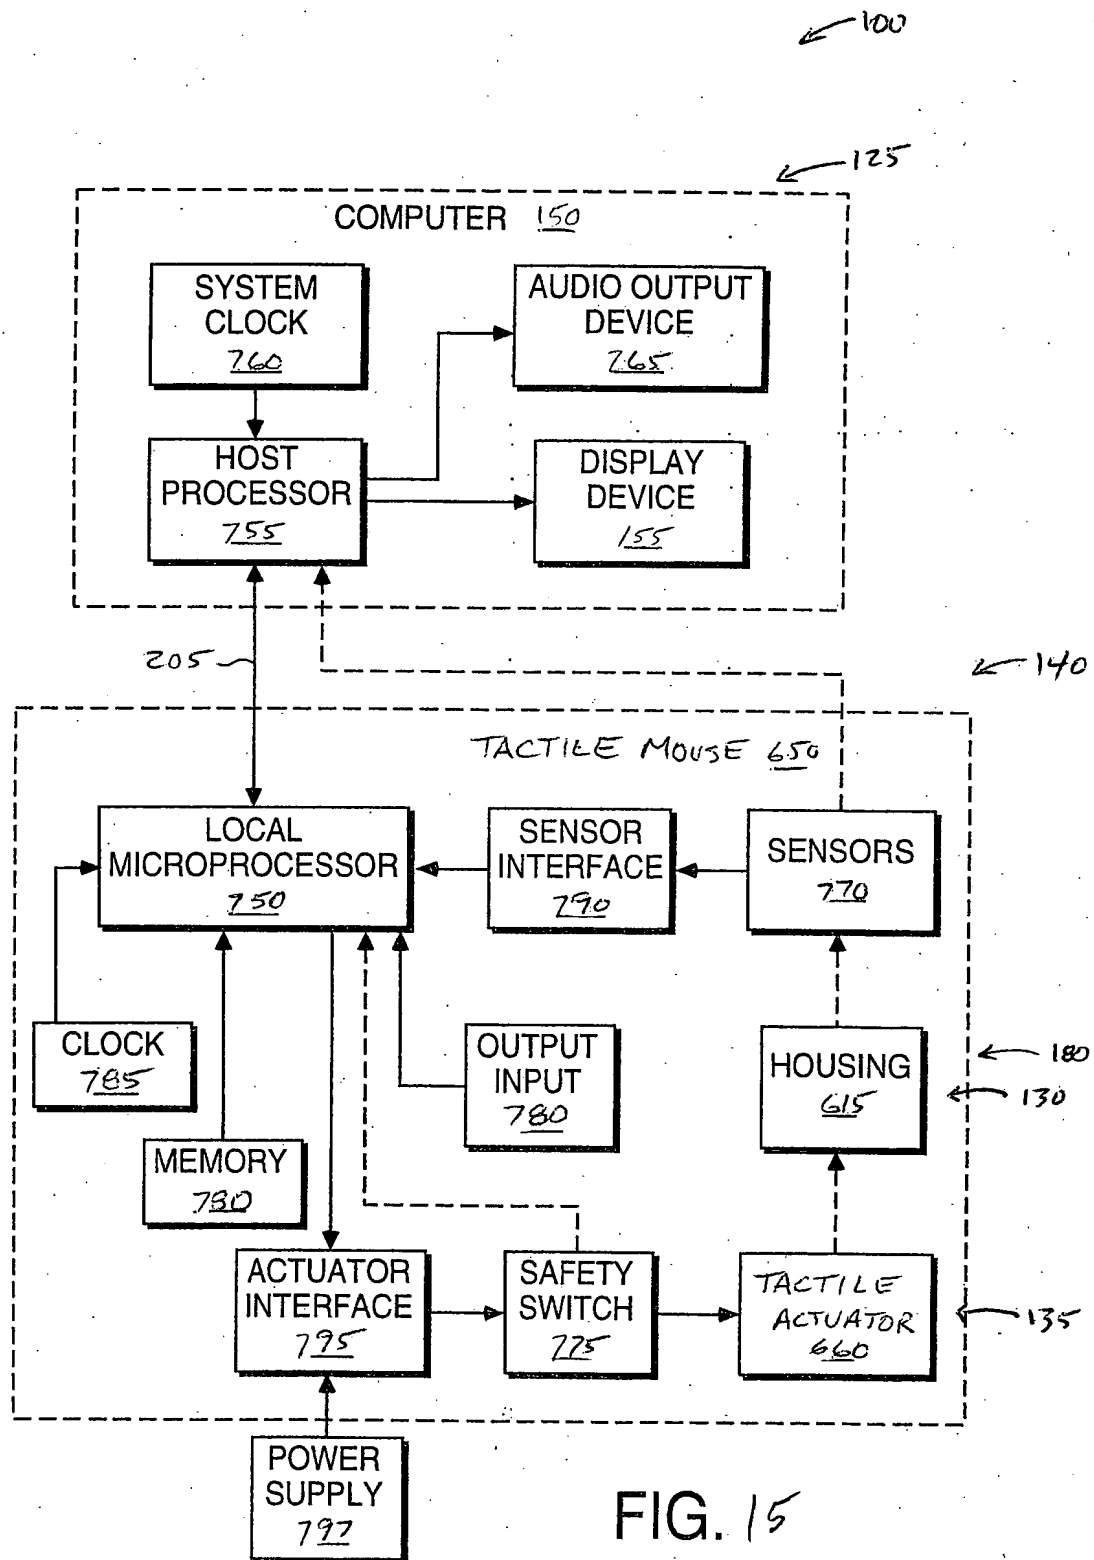 100
125
COMPUTER 150
SYSTEM
CLOCK
760
AUDIO OUTPUT
DEVICE
765
HOST
PROCESSOR
755
DISPLAY
DEVICE
155
205
140
TACTILE MOUSE 650
LOCAL
MICROPROCESSOR
750
SENSOR
INTERFACE
790
SENSORS
770
CLOCK
785
OUTPUT
INPUT
780
HOUSING
615
180
130
MEMORY
780
ACTUATOR
INTERFACE
795
SAFETY
SWITCH
775
TACTILE
ACTUATOR
660
135
POWER
SUPPLY
797
FIG. 15